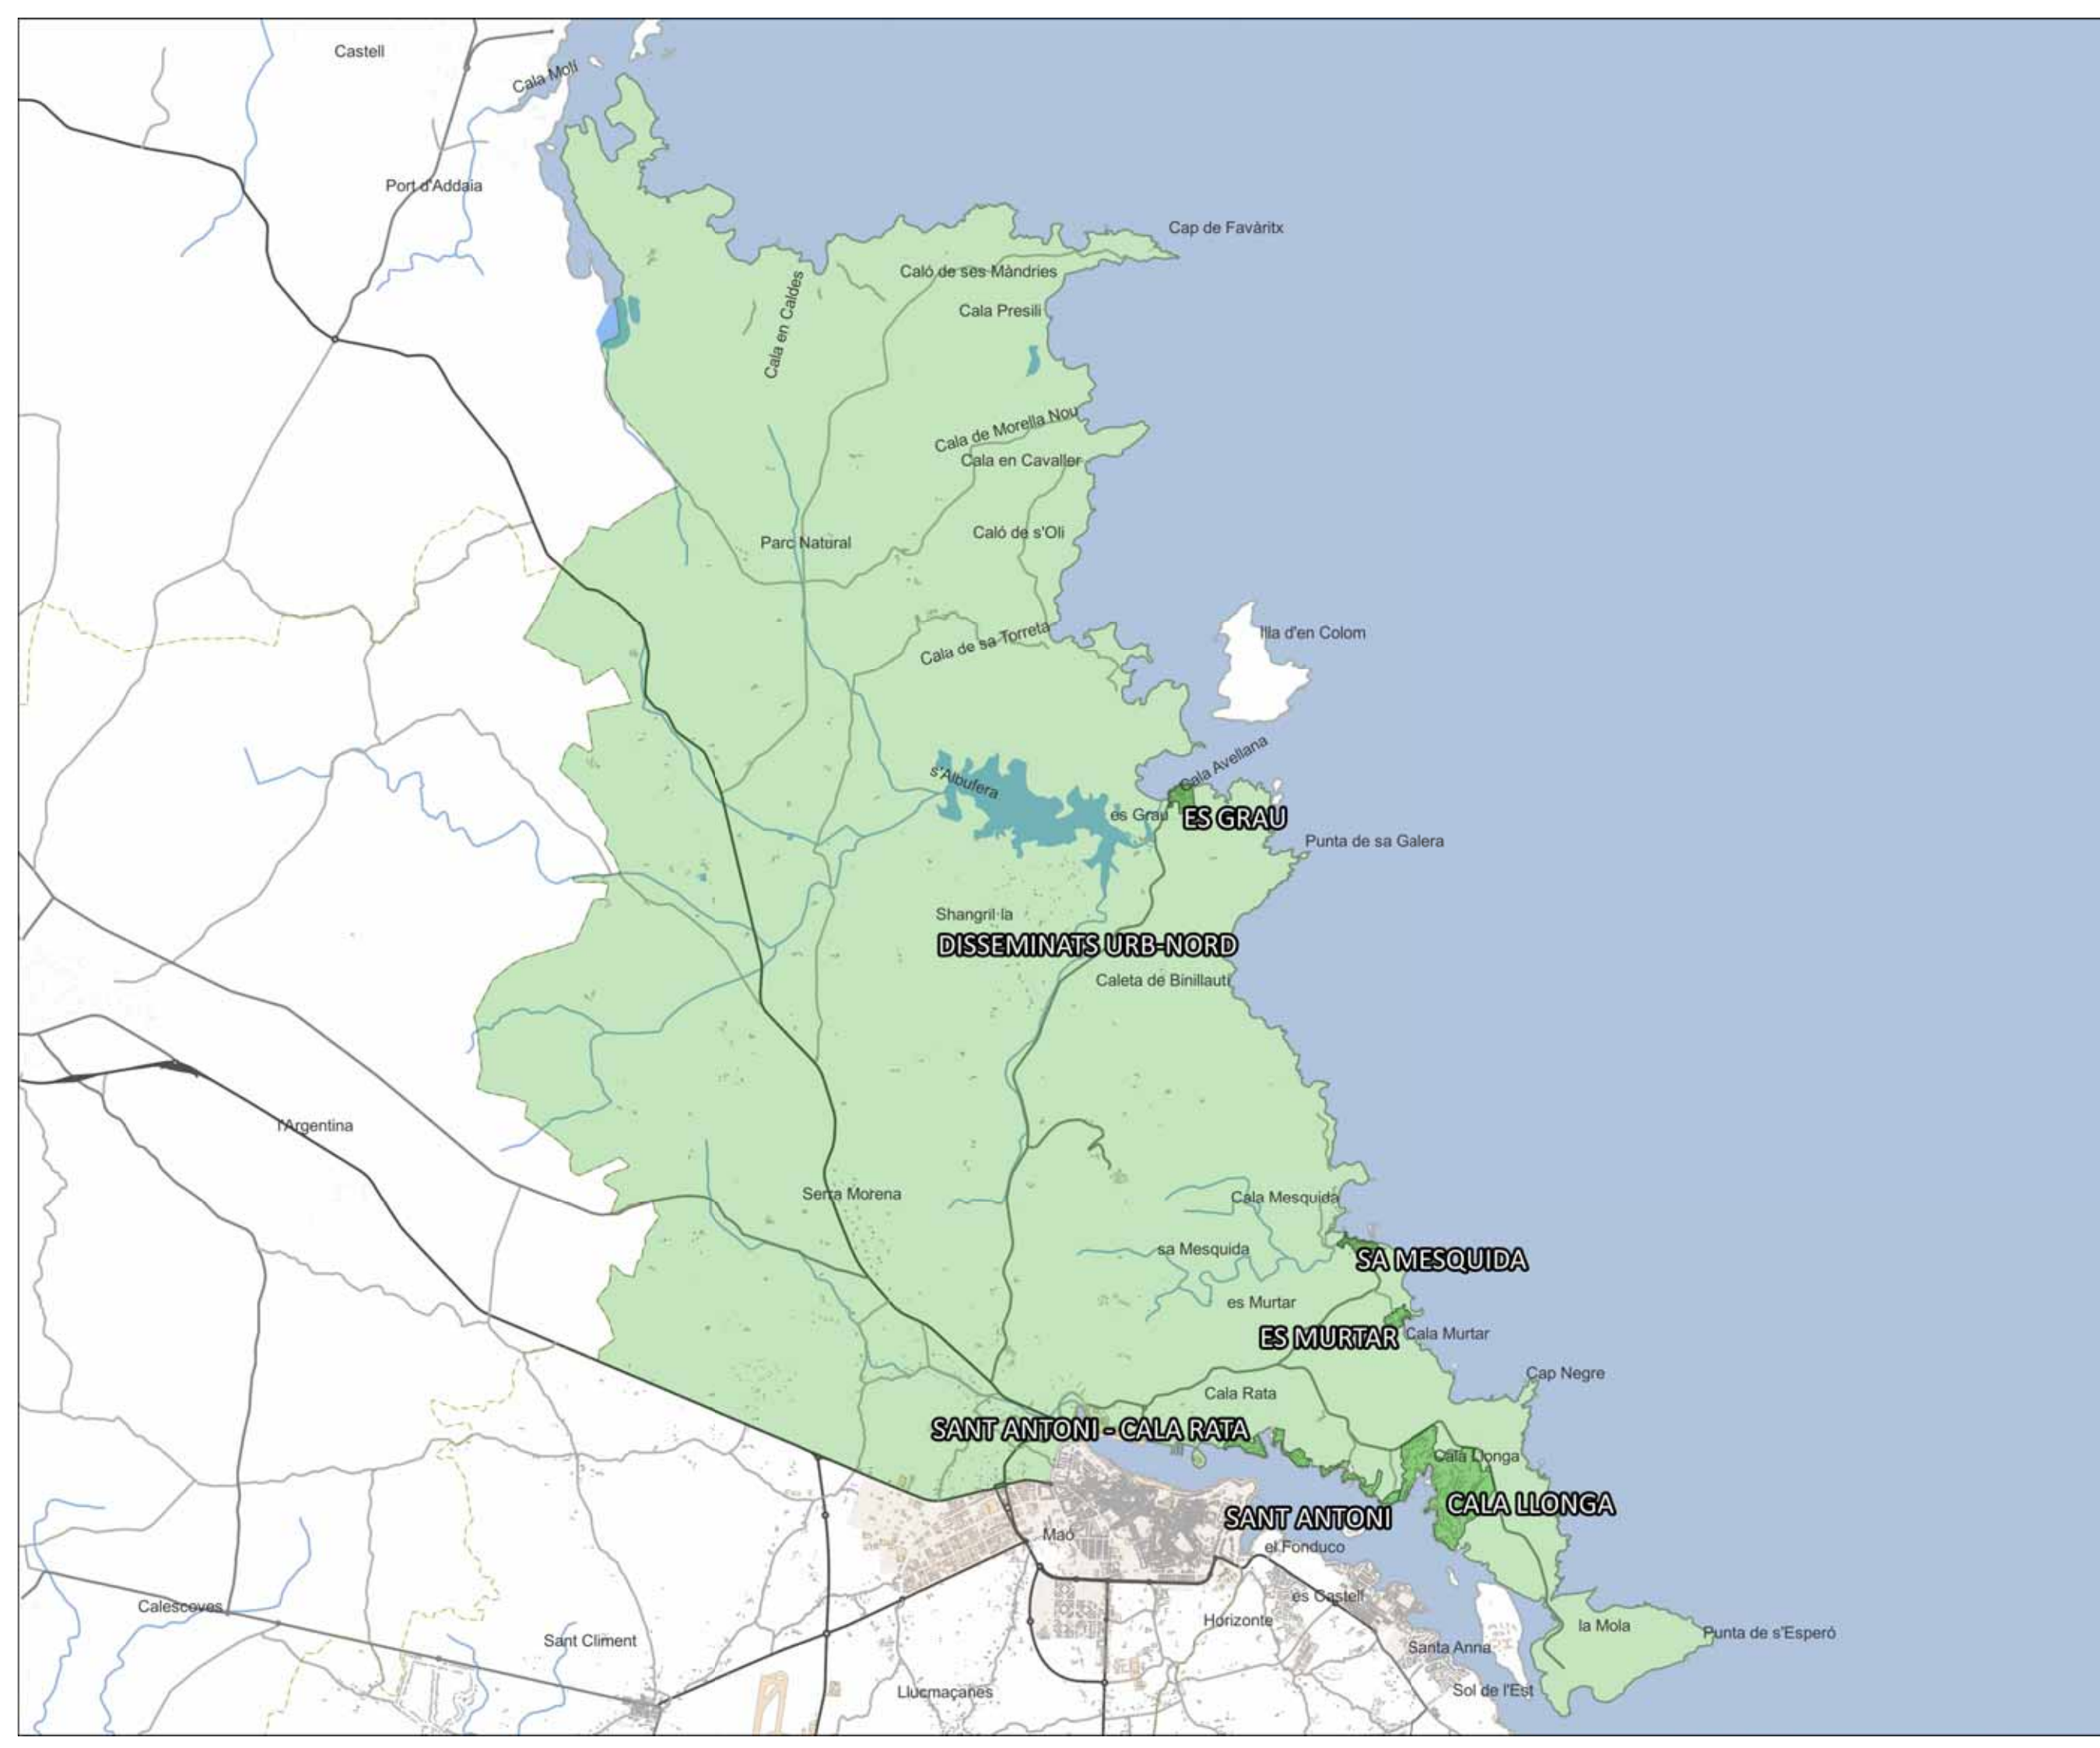 Castell
Cala Molí
Port d'Addaia
Cap de Favàritx
Caló de ses Màndries
Cala en Caldes
Cala Presili
Cala de Morella Nou
Cala en Cavaller
Caló de s'Oli
Parc Natural
Illa d'en Colom
Cala de sa Torreta
Cala Avellana
s'Albufera
es Grau
ES GRAU
Punta de sa Galera
Shangril·la
DISSEMINATS URB-NORD
Caleta de Binillautí
l'Argentina
Serra Morena
Cala Mesquida
sa Mesquida
SA MESQUIDA
es Murtar
ES MURTAR
Cala Murtar
Cap Negre
Cala Rata
SANT ANTONI - CALA RATA
Cala Llonga
CALA LLONGA
SANT ANTONI
Maó
el Fonduco
es Castell
Calescoves
Horizonte
la Mola
Punta de s'Esperó
Sant Climent
Santa Anna
Llucmaçanes
Sol de l'Est